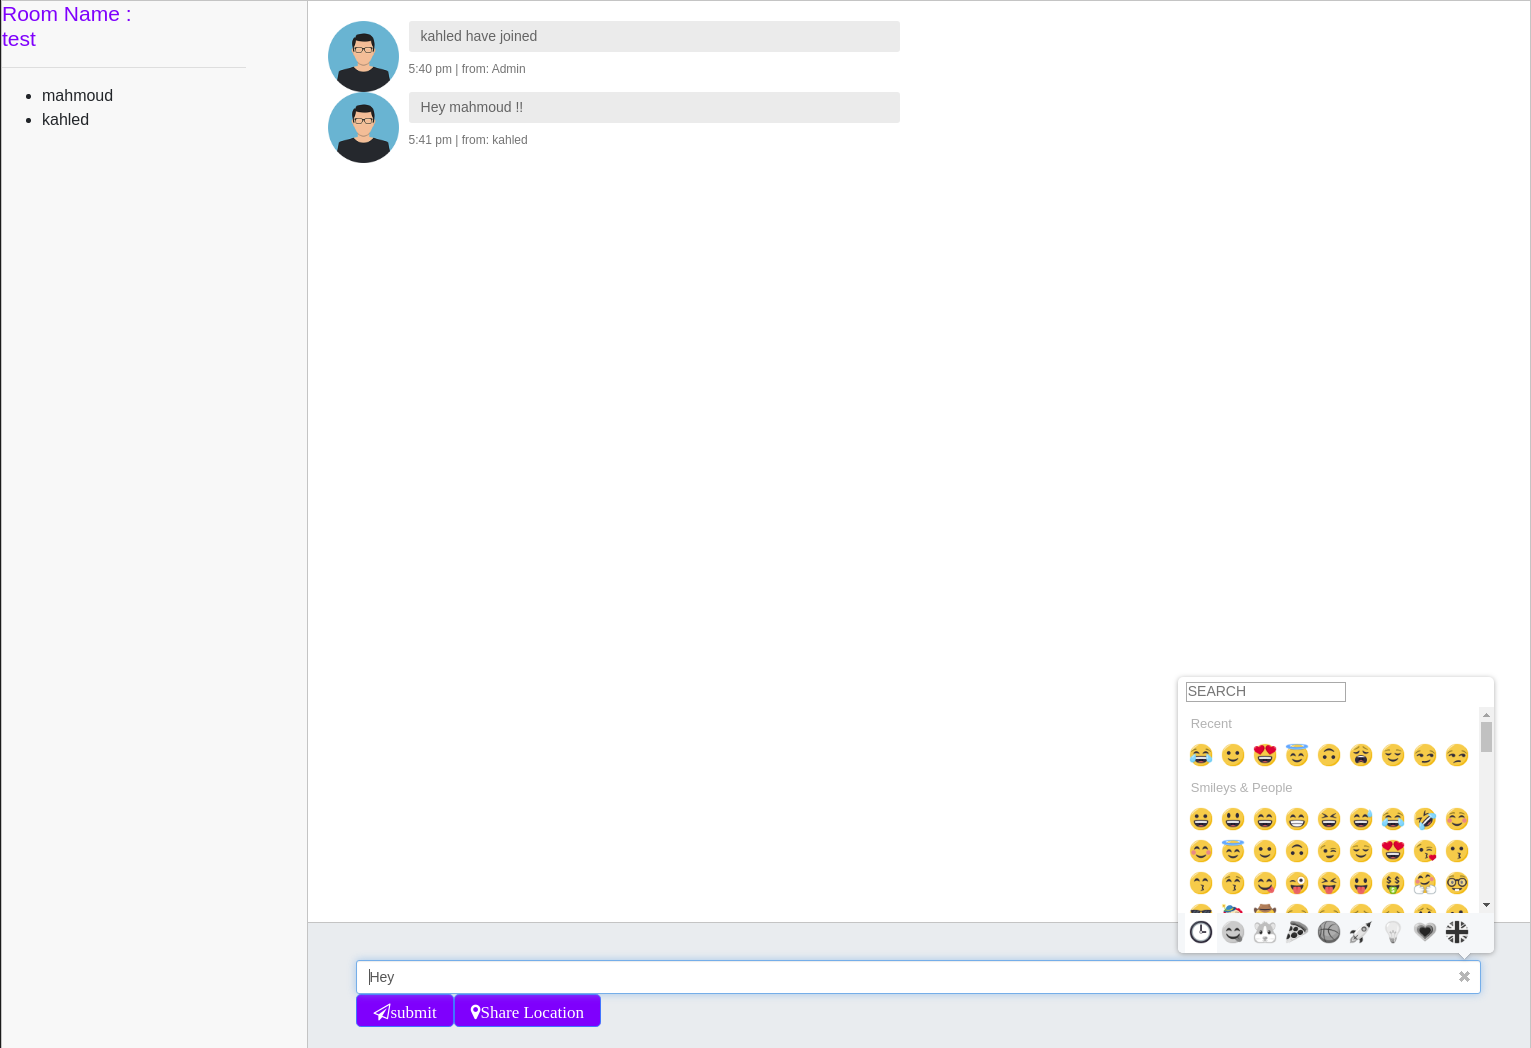 Room Name :
test
mahmoud
kahled
kahled have joined
5:40 pm | from: Admin
Hey mahmoud !!
5:41 pm | from: kahled
SEARCH
Recent
Smileys & People
Hey
submit
Share Location